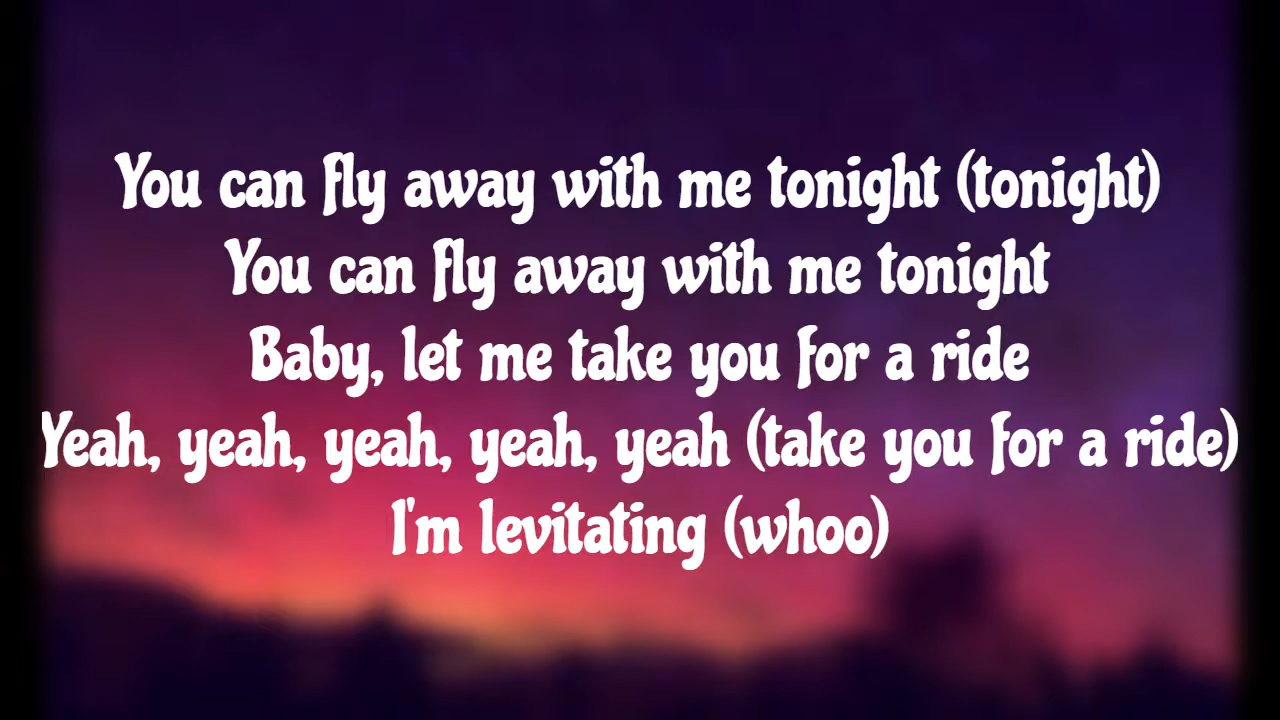 You can fly away with me tonight (tonight)
You can fly away with me tonight
Baby, let me take you for a ride
Yeah, yeah, yeah, yeah, yeah (take you for a ride)
I'm levitating (whoo)